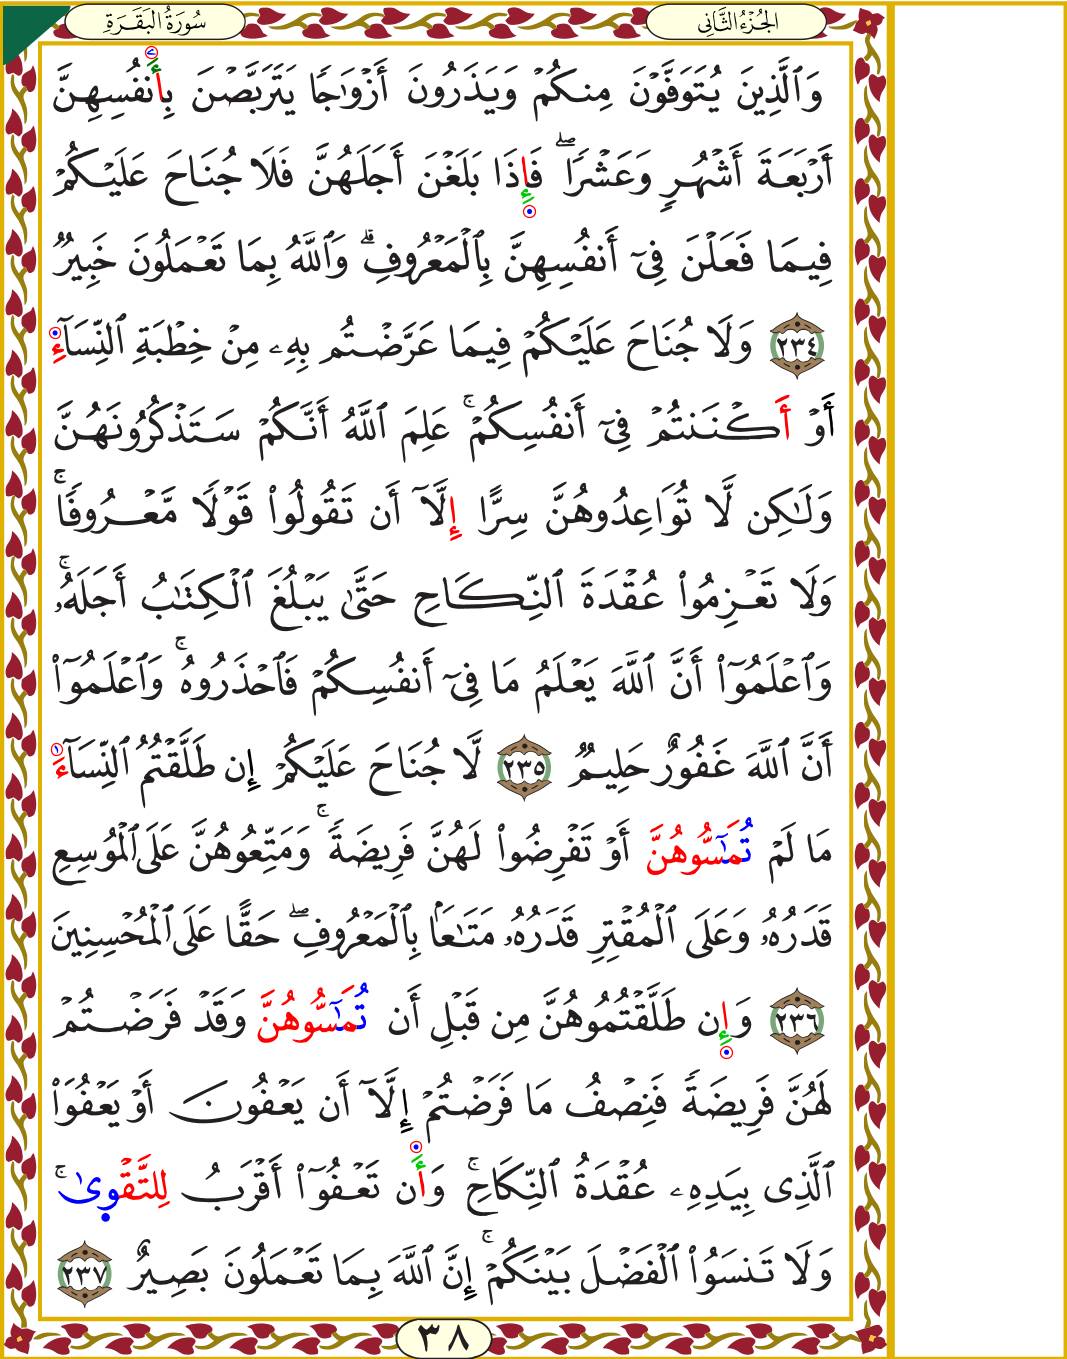 الجُزْءُ الثَّانِي
سُورَةُ البَقَرَةِ
وَٱلَّذِينَ يُتَوَفَّوْنَ مِنكُمْ وَيَذَرُونَ أَزْوَٰجًا يَتَرَبَّصْنَ بِأَنفُسِهِنَّ
أَرْبَعَةَ أَشْهُرٍ وَعَشْرًا ۖ فَإِذَا بَلَغْنَ أَجَلَهُنَّ فَلَا جُنَاحَ عَلَيْكُمْ
فِيمَا فَعَلْنَ فِىٓ أَنفُسِهِنَّ بِٱلْمَعْرُوفِ ۗ وَٱللَّهُ بِمَا تَعْمَلُونَ خَبِيرٌ
٢٣٤ وَلَا جُنَاحَ عَلَيْكُمْ فِيمَا عَرَّضْتُم بِهِۦ مِنْ خِطْبَةِ ٱلنِّسَآءِ
أَوْ أَكْنَنتُمْ فِىٓ أَنفُسِكُمْ ۚ عَلِمَ ٱللَّهُ أَنَّكُمْ سَتَذْكُرُونَهُنَّ
وَلَٰكِن لَّا تُوَاعِدُوهُنَّ سِرًّا إِلَّآ أَن تَقُولُوا۟ قَوْلًا مَّعْرُوفًا ۚ
وَلَا تَعْزِمُوا۟ عُقْدَةَ ٱلنِّكَاحِ حَتَّىٰ يَبْلُغَ ٱلْكِتَٰبُ أَجَلَهُۥ ۚ
وَٱعْلَمُوٓا۟ أَنَّ ٱللَّهَ يَعْلَمُ مَا فِىٓ أَنفُسِكُمْ فَٱحْذَرُوهُ ۚ وَٱعْلَمُوٓا۟
أَنَّ ٱللَّهَ غَفُورٌ حَلِيمٌ ٢٣٥ لَّا جُنَاحَ عَلَيْكُمْ إِن طَلَّقْتُمُ ٱلنِّسَآءَ
مَا لَمْ تُمَٰٓسُّوهُنَّ أَوْ تَفْرِضُوا۟ لَهُنَّ فَرِيضَةً ۚ وَمَتِّعُوهُنَّ عَلَى ٱلْمُوسِعِ
قَدَرُهُۥ وَعَلَى ٱلْمُقْتِرِ قَدَرُهُۥ مَتَٰعًۢا بِٱلْمَعْرُوفِ ۖ حَقًّا عَلَى ٱلْمُحْسِنِينَ
٢٣٦ وَإِن طَلَّقْتُمُوهُنَّ مِن قَبْلِ أَن تُمَٰٓسُّوهُنَّ وَقَدْ فَرَضْتُمْ
لَهُنَّ فَرِيضَةً فَنِصْفُ مَا فَرَضْتُمْ إِلَّآ أَن يَعْفُونَ أَوْ يَعْفُوَا۟
ٱلَّذِى بِيَدِهِۦ عُقْدَةُ ٱلنِّكَاحِ ۚ وَأَن تَعْفُوٓا۟ أَقْرَبُ لِلتَّقْوِىٰ ۚ
وَلَا تَنسَوُا۟ ٱلْفَضْلَ بَيْنَكُمْ ۚ إِنَّ ٱللَّهَ بِمَا تَعْمَلُونَ بَصِيرٌ ٢٣٧
٣٨